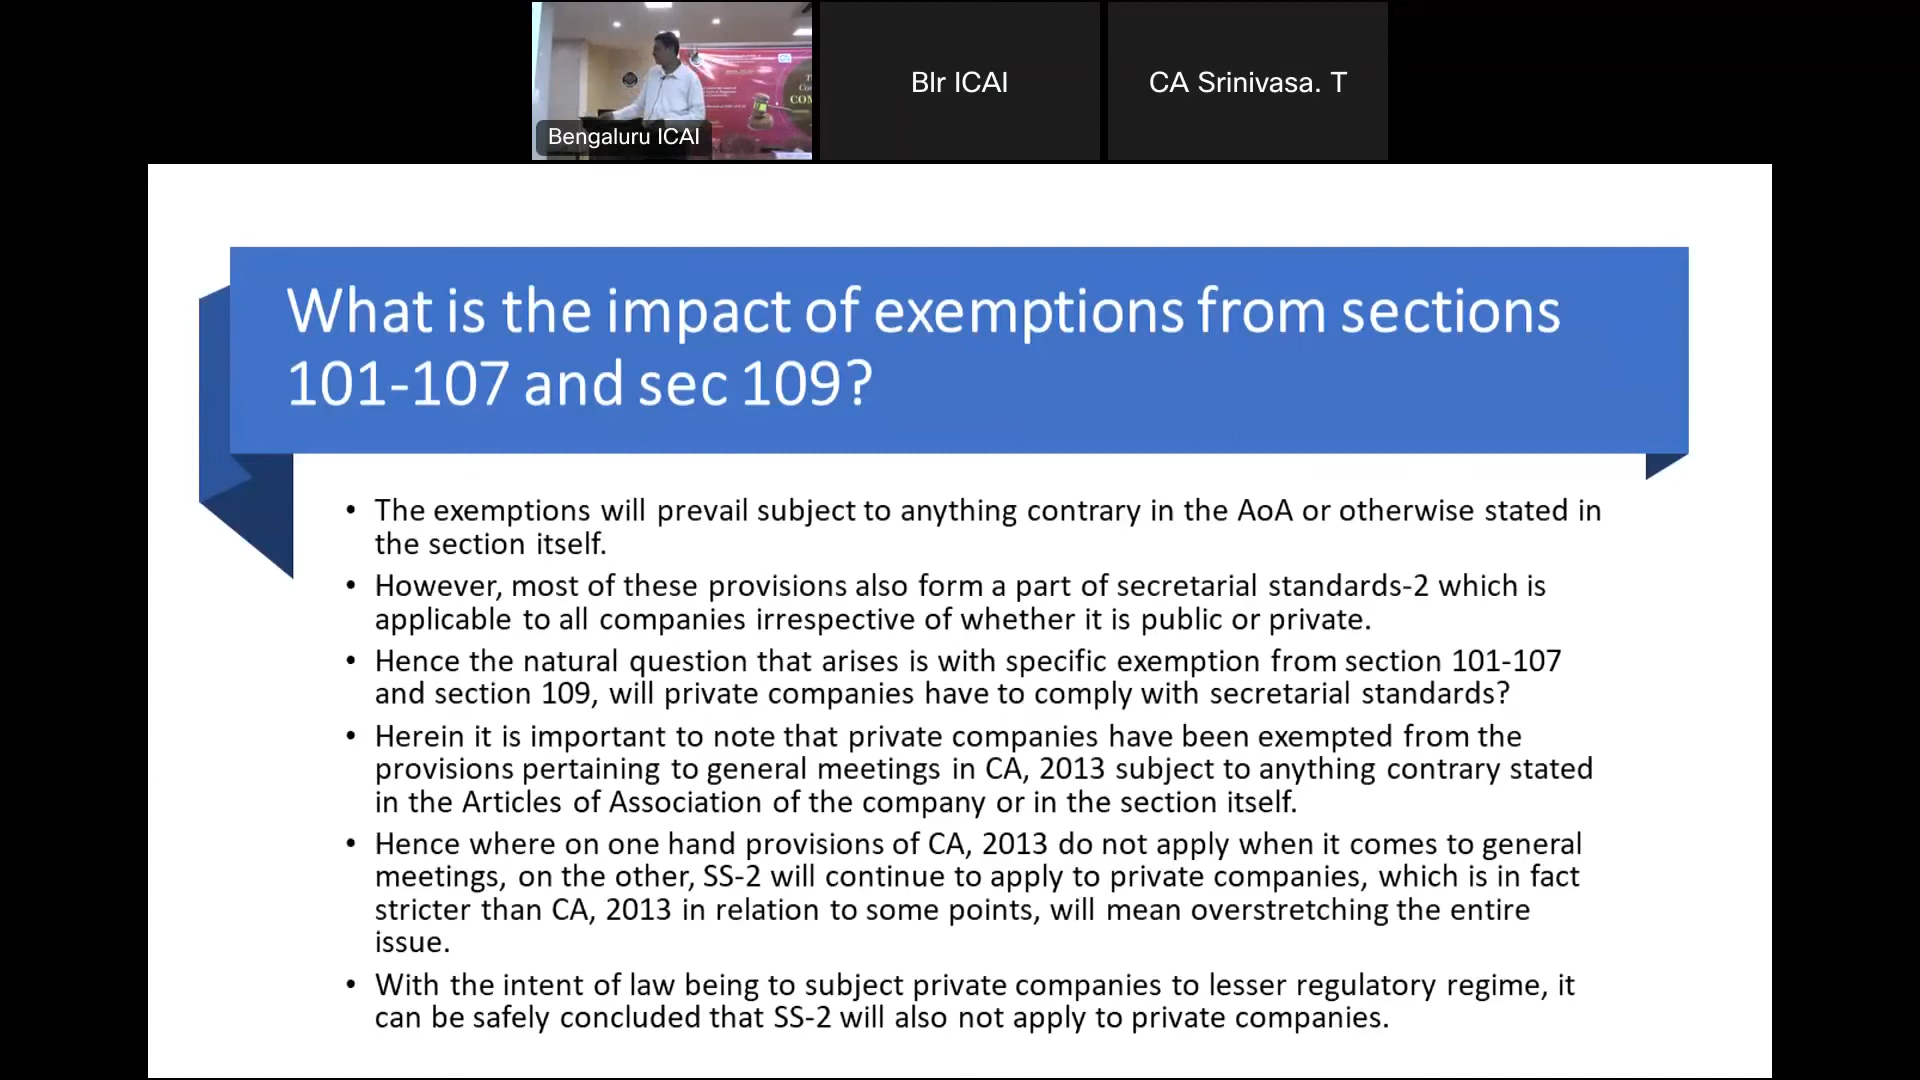 Bengaluru ICAI
Blr ICAI
CA Srinivasa. T
What is the impact of exemptions from sections
101-107 and sec 109?
• The exemptions will prevail subject to anything contrary in the AoA or otherwise stated in
the section itself.
• However, most of these provisions also form a part of secretarial standards-2 which is
applicable to all companies irrespective of whether it is public or private.
• Hence the natural question that arises is with specific exemption from section 101-107
and section 109, will private companies have to comply with secretarial standards?
• Herein it is important to note that private companies have been exempted from the
provisions pertaining to general meetings in CA, 2013 subject to anything contrary stated
in the Articles of Association of the company or in the section itself.
• Hence where on one hand provisions of CA, 2013 do not apply when it comes to general
meetings, on the other, SS-2 will continue to apply to private companies, which is in fact
stricter than CA, 2013 in relation to some points, will mean overstretching the entire
issue.
• With the intent of law being to subject private companies to lesser regulatory regime, it
can be safely concluded that SS-2 will also not apply to private companies.